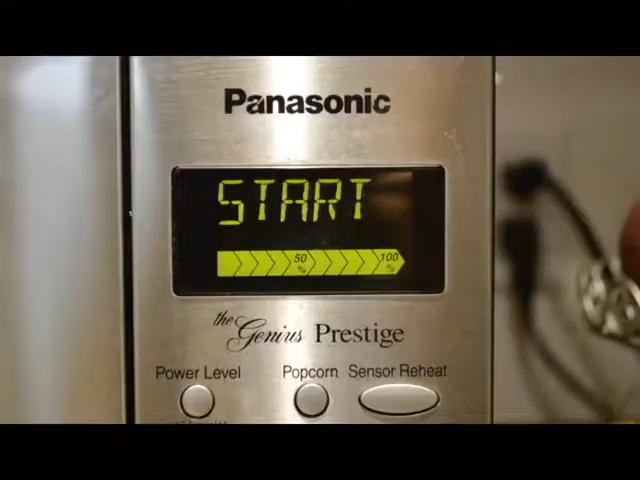 Panasonic
START
50 % 100 %
the Genius Prestige
Power Level Popcorn Sensor Reheat